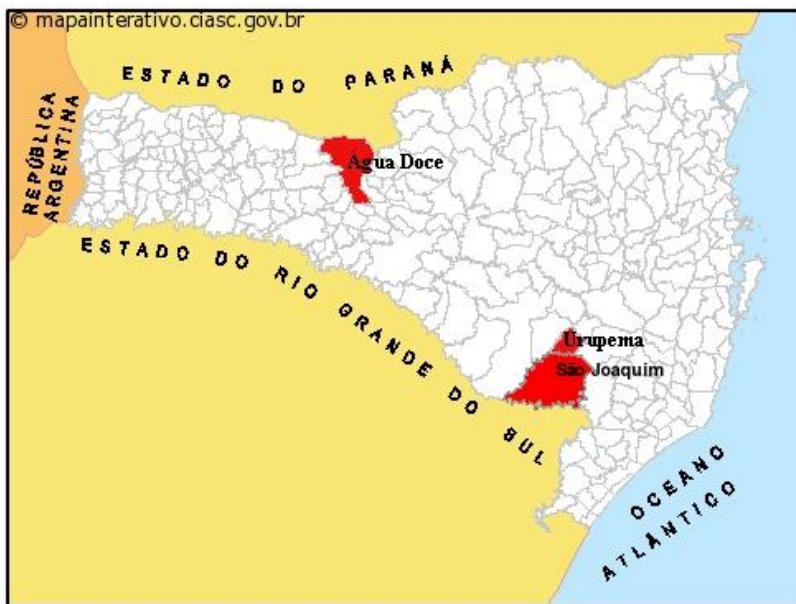 © mapainterativo.ciasc.gov.br
ESTADO DO PARANÁ
REPÚBLICA
ARGENTINA
Água Doce
ESTADO DO RIO GRANDE DO SUL
Urupema
São Joaquim
OCEANO
ATLÂNTICO